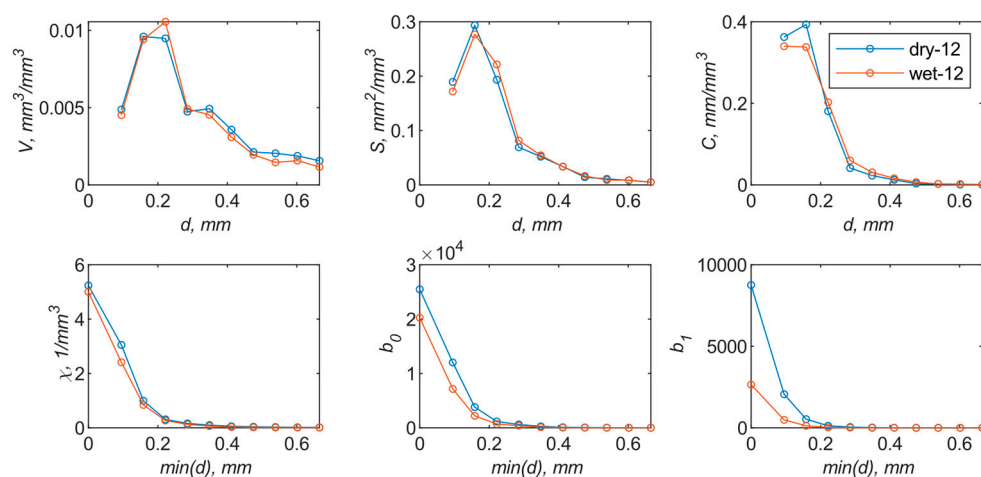 0.01
0.005
0
V, mm³/mm³
0 0.2 0.4 0.6
d, mm
0.3
0.2
0.1
0
S, mm²/mm³
0 0.2 0.4 0.6
d, mm
0.4
0.2
0
C, mm/mm³
0 0.2 0.4 0.6
d, mm
dry-12
wet-12
6
4
2
0
χ, 1/mm³
0 0.2 0.4 0.6
min(d), mm
×10⁴
3
2
1
0
b₀
0 0.2 0.4 0.6
min(d), mm
10000
5000
0
b₁
0 0.2 0.4 0.6
min(d), mm